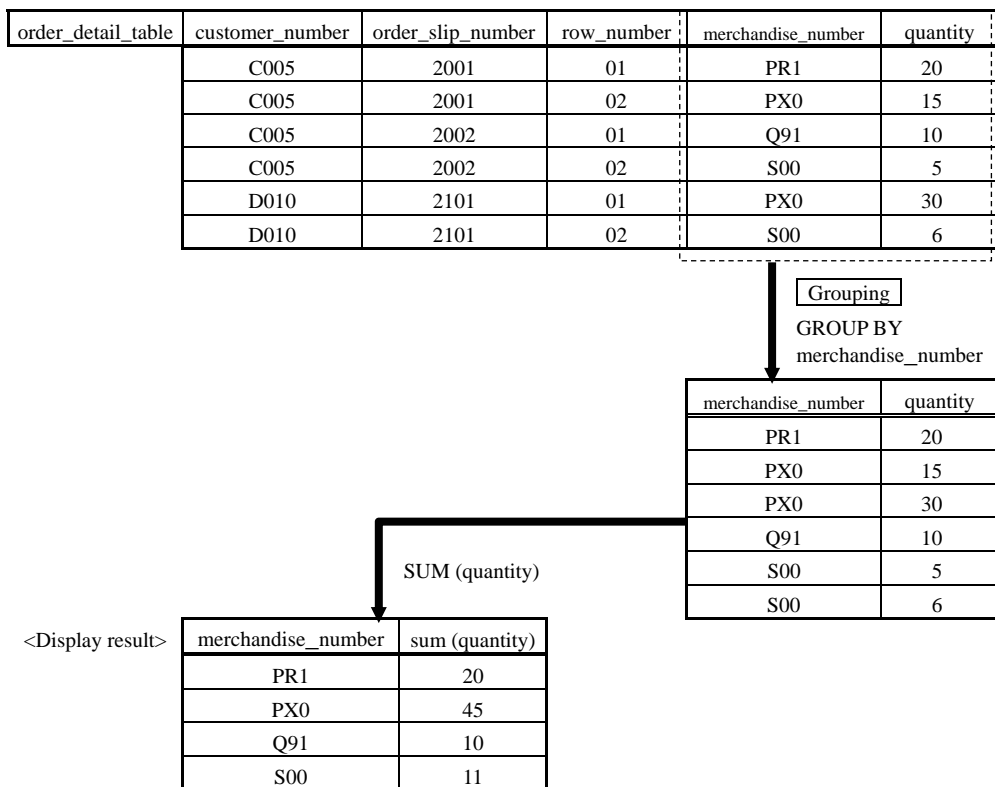 order_detail_table customer_number order_slip_number row_number merchandise_number quantity
C005 2001 01 PR1 20
C005 2001 02 PX0 15
C005 2002 01 Q91 10
C005 2002 02 S00 5
D010 2101 01 PX0 30
D010 2101 02 S00 6
Grouping
GROUP BY
merchandise_number
merchandise_number quantity
PR1 20
PX0 15
PX0 30
Q91 10
S00 5
S00 6
SUM (quantity)
<Display result> merchandise_number sum (quantity)
PR1 20
PX0 45
Q91 10
S00 11